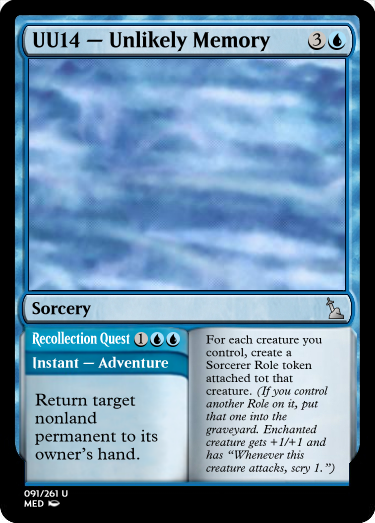 UU14 — Unlikely Memory 3
Sorcery
Recollection Quest 1
Instant — Adventure
Return target
nonland
permanent to its
owner's hand.
For each creature you
control, create a
Sorcerer Role token
attached tot that
creature. (If you control
another Role on it, put
that one into the
graveyard. Enchanted
creature gets +1/+1 and
has “Whenever this
creature attacks, scry 1.”)
091/261 U
MED